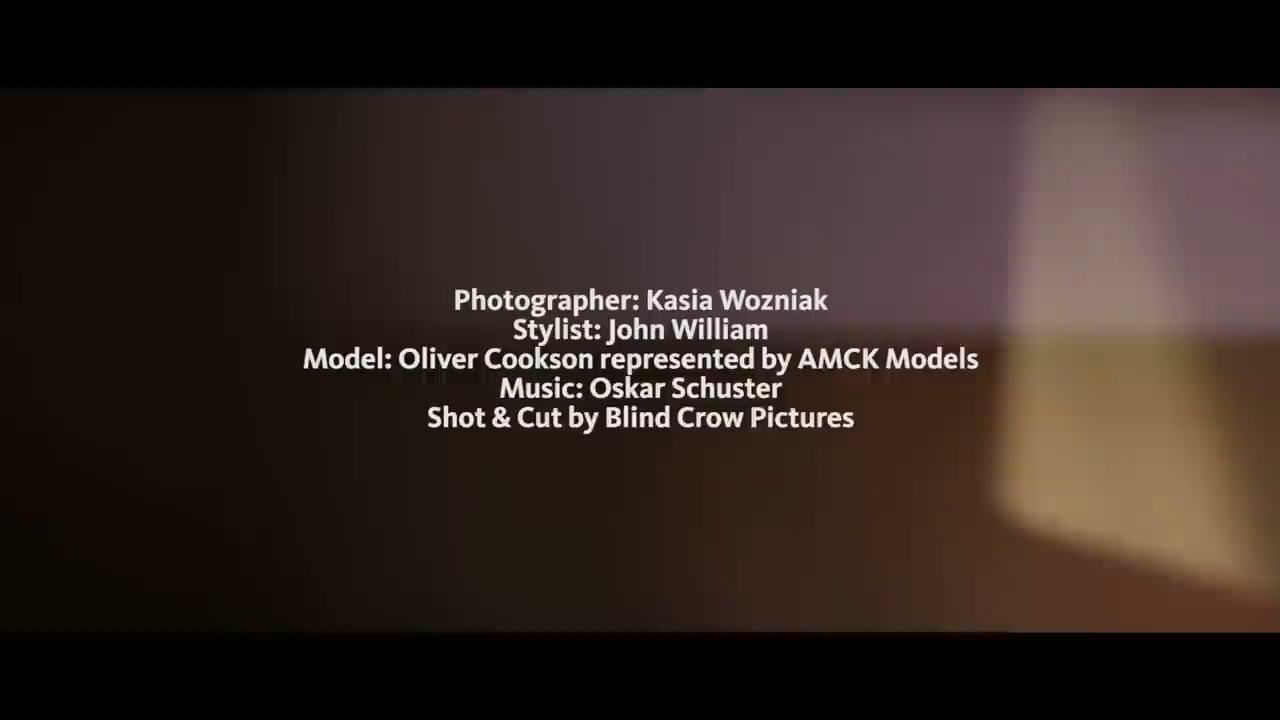 Photographer: Kasia Wozniak
Stylist: John William
Model: Oliver Cookson represented by AMCK Models
Music: Oskar Schuster
Shot & Cut by Blind Crow Pictures